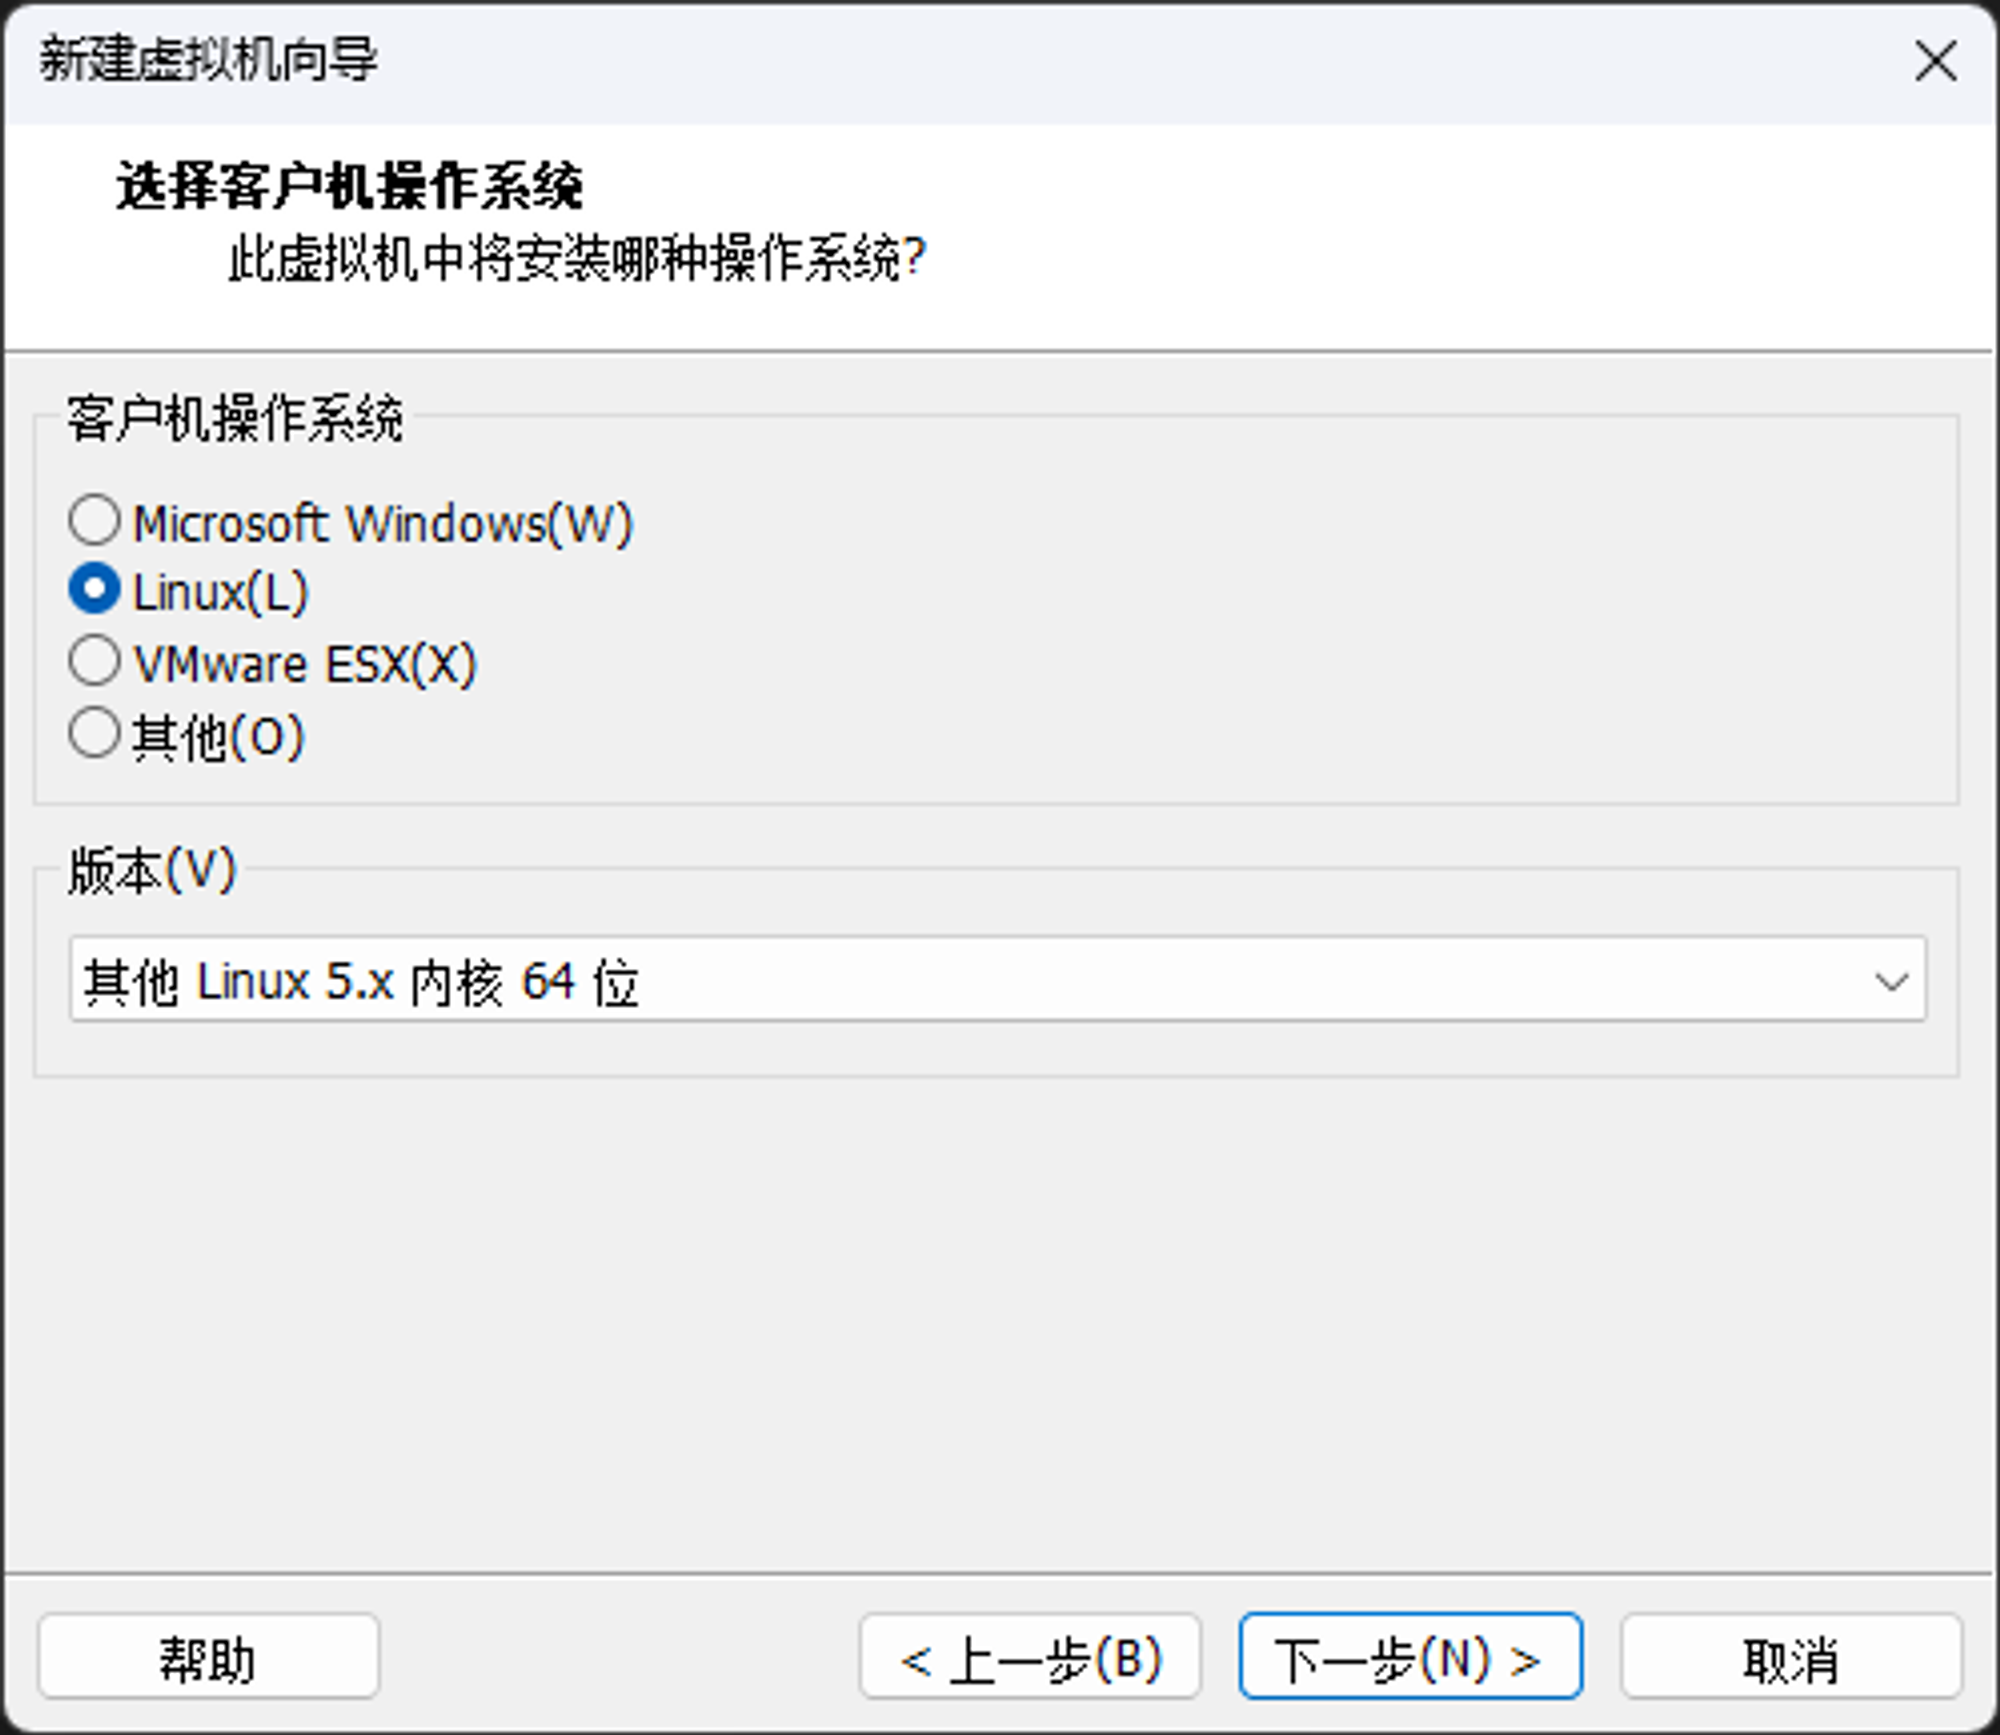 新建虚拟机向导
选择客户机操作系统
此虚拟机中将安装哪种操作系统?
客户机操作系统
Microsoft Windows(W)
Linux(L)
VMware ESX(X)
其他(O)
版本(V)
其他 Linux 5.x 内核 64 位
帮助
< 上一步(B)
下一步(N) >
取消